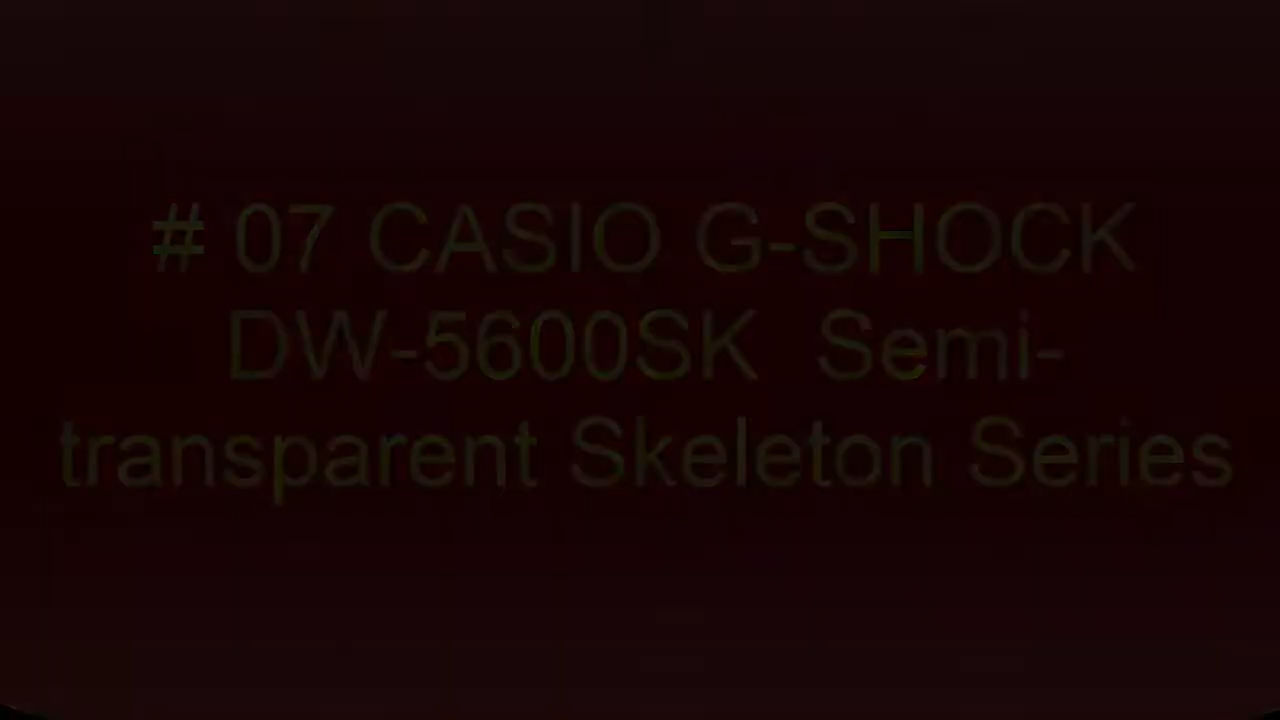 # 07 CASIO G-SHOCK
DW-5600SK  Semi-
transparent Skeleton Series